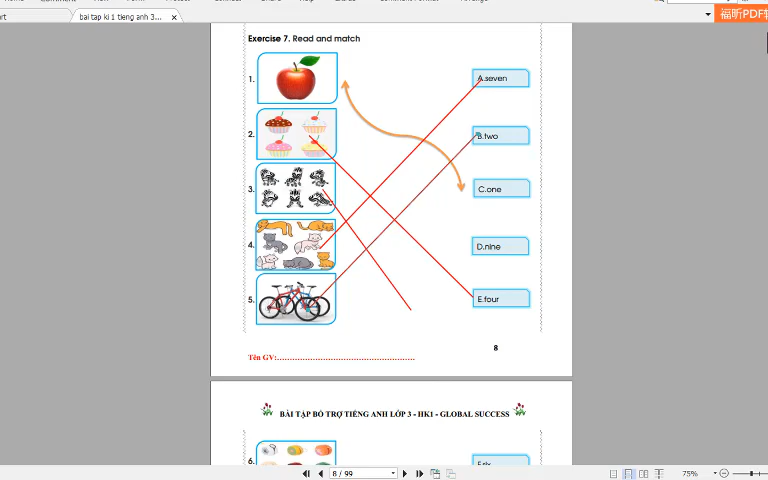 bai tap ki 1 tieng anh 3...
福昕PDF转
Exercise 7. Read and match
1.
A.seven
2.
B.two
3.
C.one
4.
D.nine
5.
E.four
8
Tên GV:
BÀI TẬP BỔ TRỢ TIẾNG ANH LỚP 3 - HK1 - GLOBAL SUCCESS
6.
F.six
8 / 99
75%